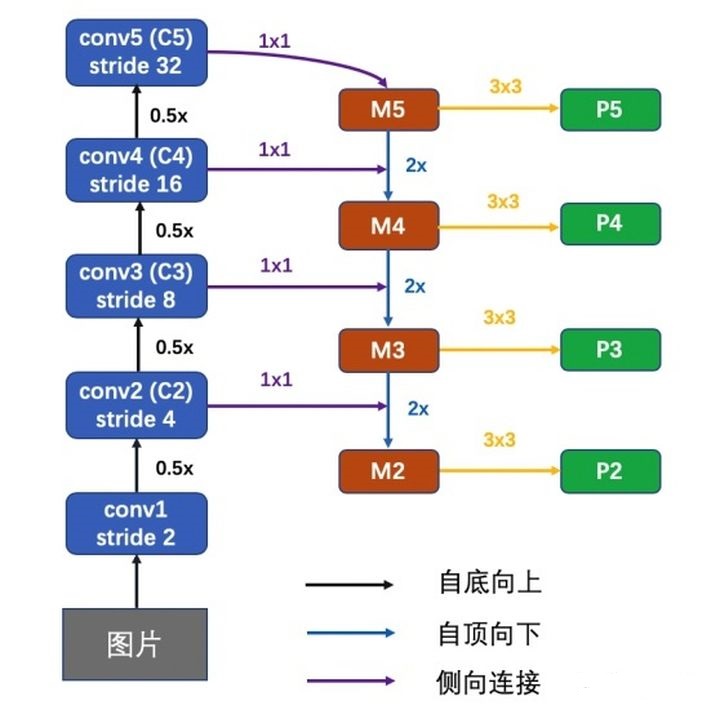 conv5 (C5)
stride 32
1x1
M5
3x3
P5
0.5x
conv4 (C4)
stride 16
1x1
2x
M4
3x3
P4
0.5x
conv3 (C3)
stride 8
1x1
2x
M3
3x3
P3
0.5x
conv2 (C2)
stride 4
1x1
2x
M2
3x3
P2
0.5x
conv1
stride 2
图片
自底向上
自顶向下
侧向连接